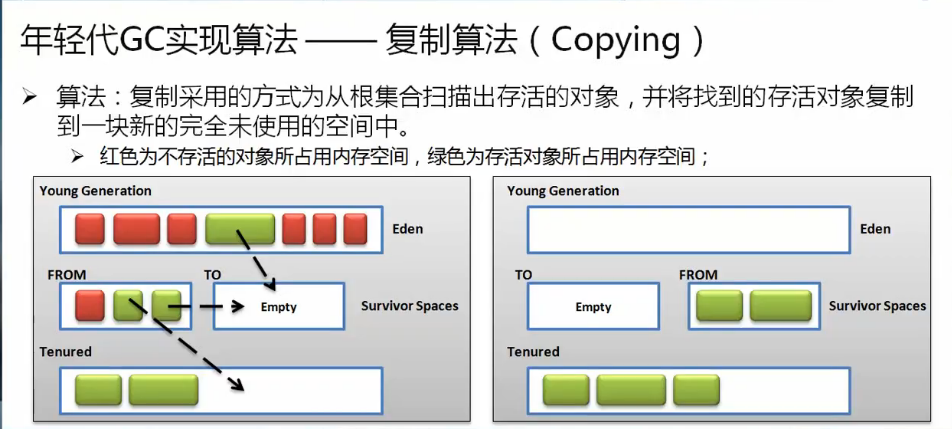 年轻代GC实现算法 —— 复制算法（Copying）
算法：复制采用的方式为从根集合扫描出存活的对象，并将找到的存活对象复制
到一块新的完全未使用的空间中。
红色为不存活的对象所占用内存空间，绿色为存活对象所占用内存空间；
Young Generation
Eden
FROM
TO
Empty
Survivor Spaces
Tenured
Young Generation
Eden
TO
FROM
Empty
Survivor Spaces
Tenured